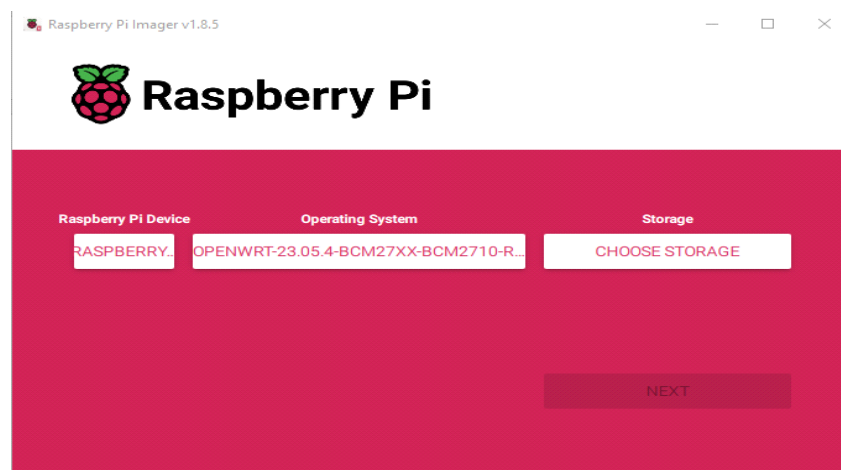 Raspberry Pi Imager v1.8.5
Raspberry Pi
Raspberry Pi Device Operating System Storage
RASPBERRY... OPENWRT-23.05.4-BCM27XX-BCM2710-R... CHOOSE STORAGE
NEXT